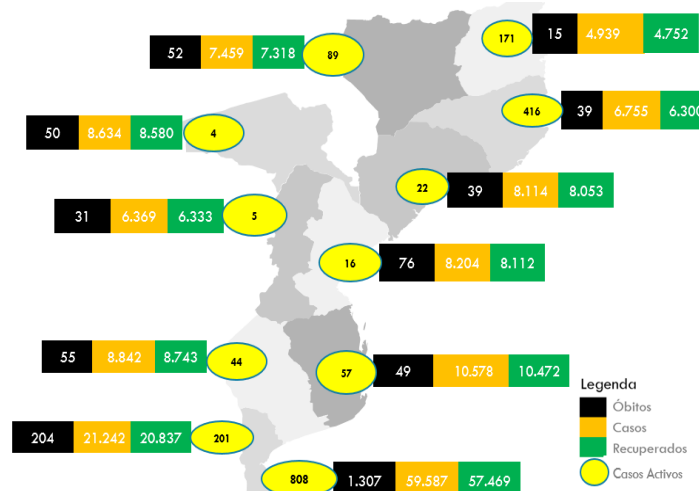 171 15 4.939 4.752
52 7.459 7.318 89
416 39 6.755 6.300
50 8.634 8.580 4
22 39 8.114 8.053
31 6.369 6.333 5
16 76 8.204 8.112
55 8.842 8.743 44
57 49 10.578 10.472
Legenda
Óbitos
Casos
Recuperados
Casos Activos
204 21.242 20.837 201
808 1.307 59.587 57.469